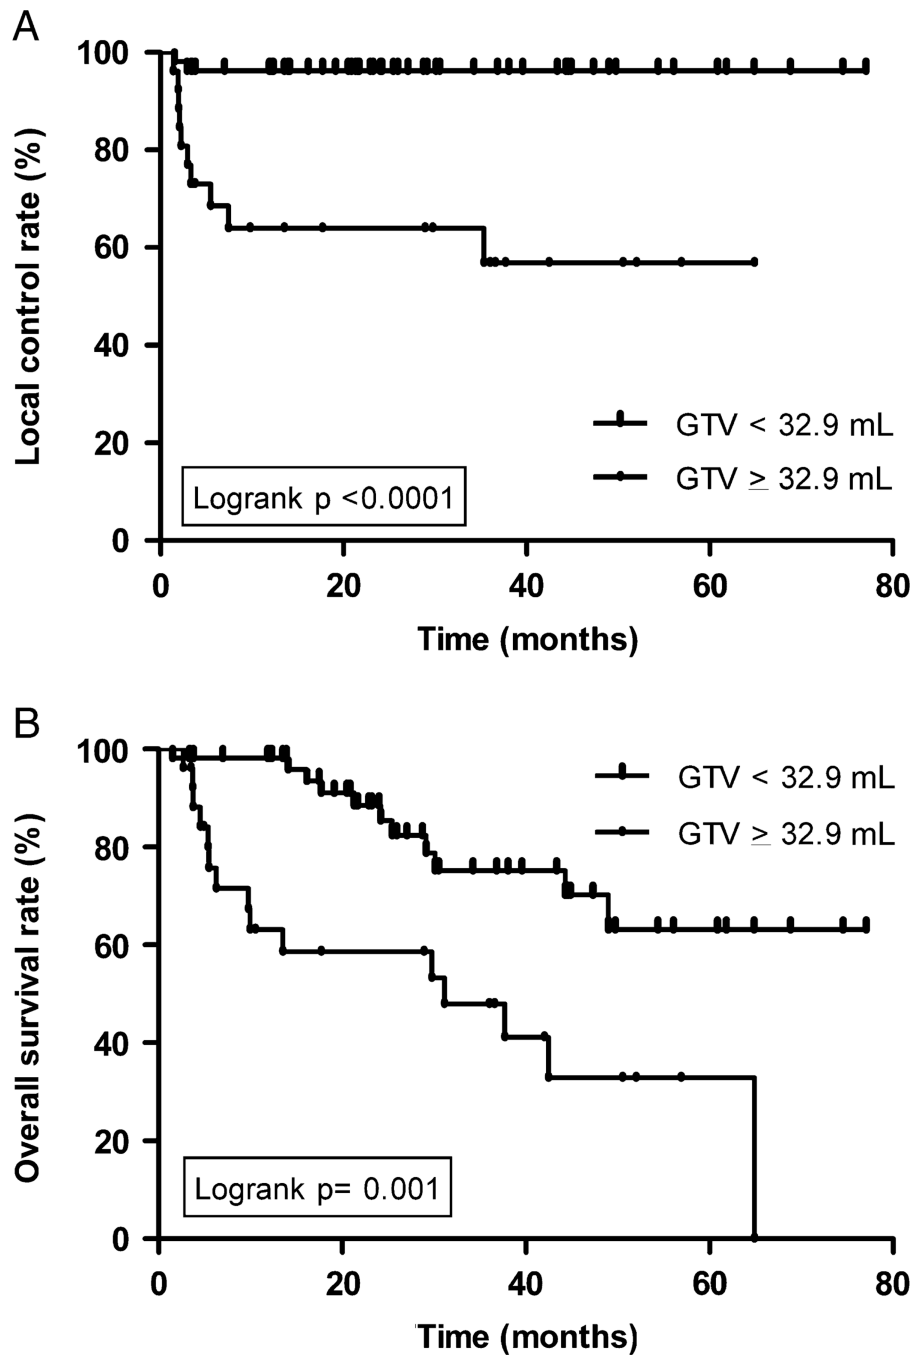 A
100
80
60
40
20
0
Local control rate (%)
GTV < 32.9 mL
GTV ≥ 32.9 mL
Logrank p <0.0001
0 20 40 60 80
Time (months)
B
100
80
60
40
20
0
Overall survival rate (%)
GTV < 32.9 mL
GTV ≥ 32.9 mL
Logrank p= 0.001
0 20 40 60 80
Time (months)